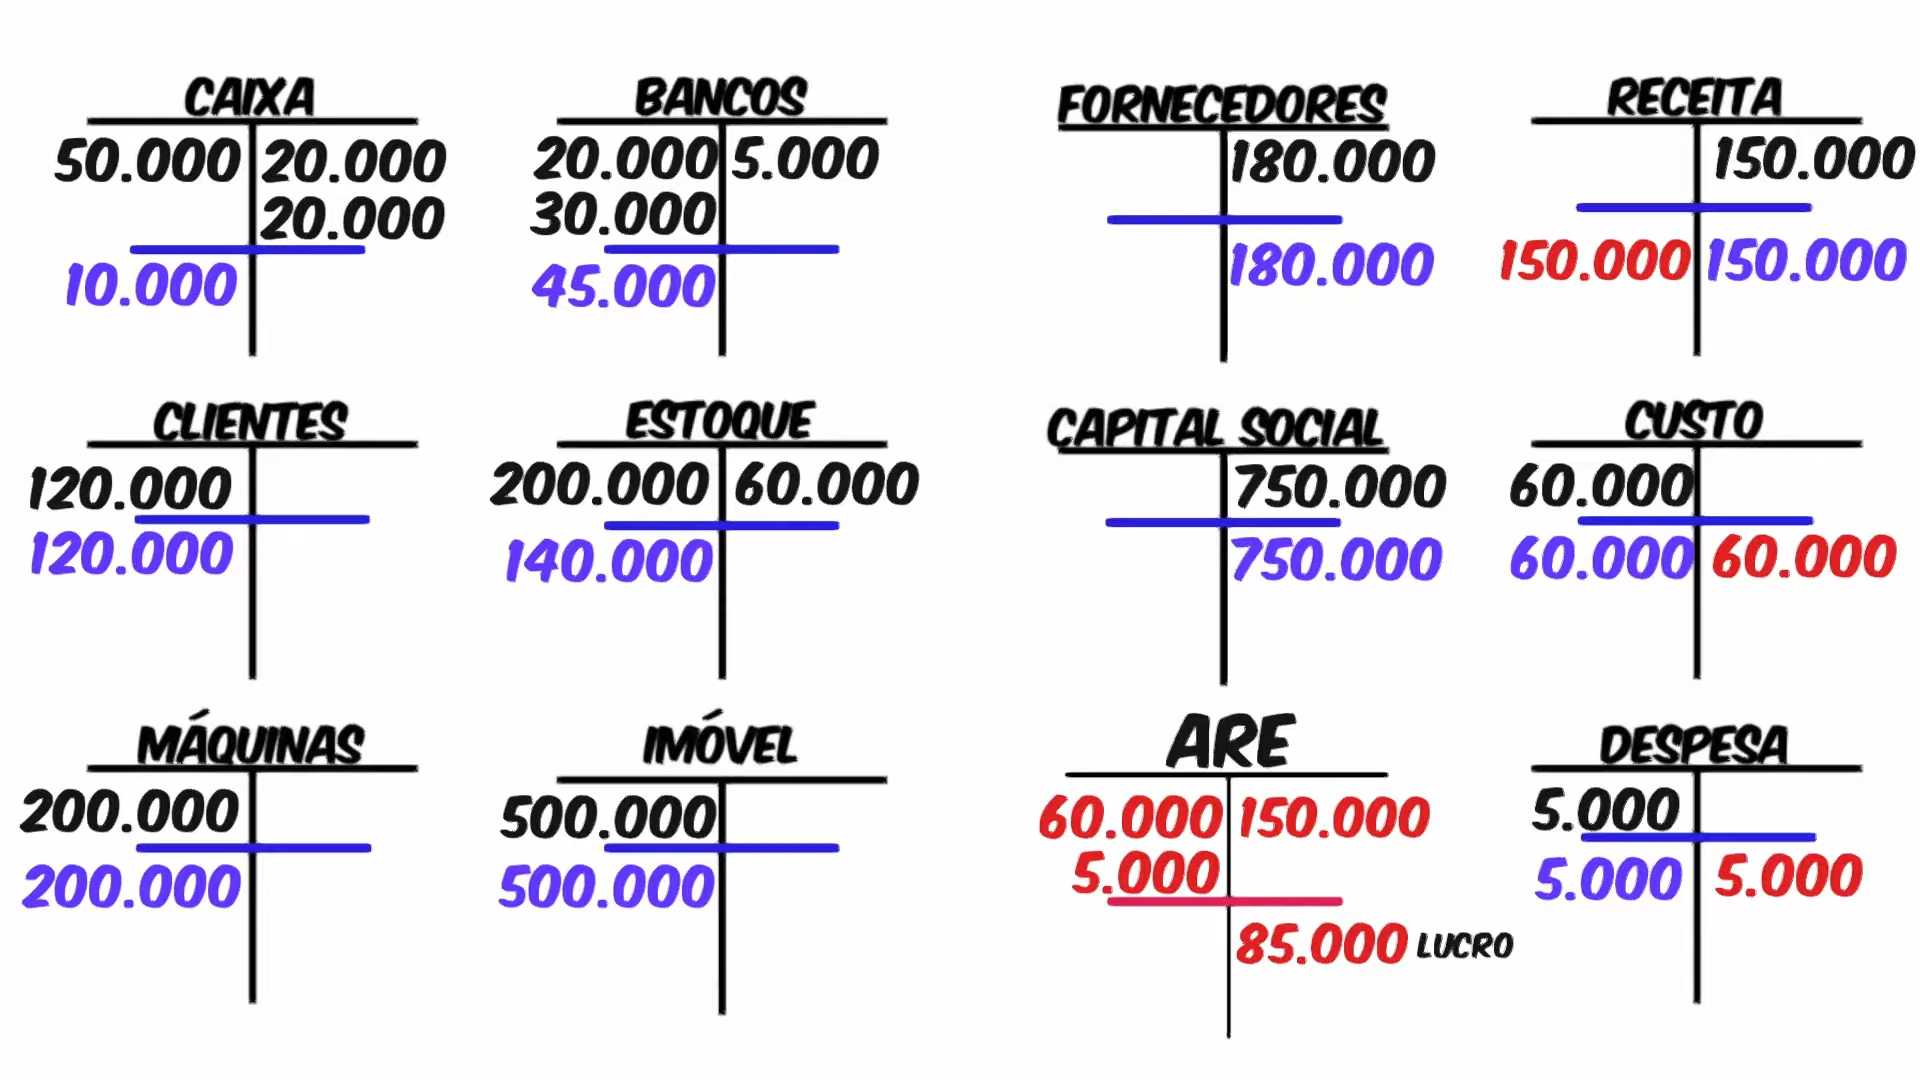 CAIXA
50.000 20.000
20.000
10.000
BANCOS
20.000 5.000
30.000
45.000
FORNECEDORES
180.000
180.000
RECEITA
150.000
150.000 150.000
CLIENTES
120.000
120.000
ESTOQUE
200.000 60.000
140.000
CAPITAL SOCIAL
750.000
750.000
CUSTO
60.000
60.000 60.000
MÁQUINAS
200.000
200.000
IMÓVEL
500.000
500.000
ARE
60.000 150.000
5.000
85.000 LUCRO
DESPESA
5.000
5.000 5.000